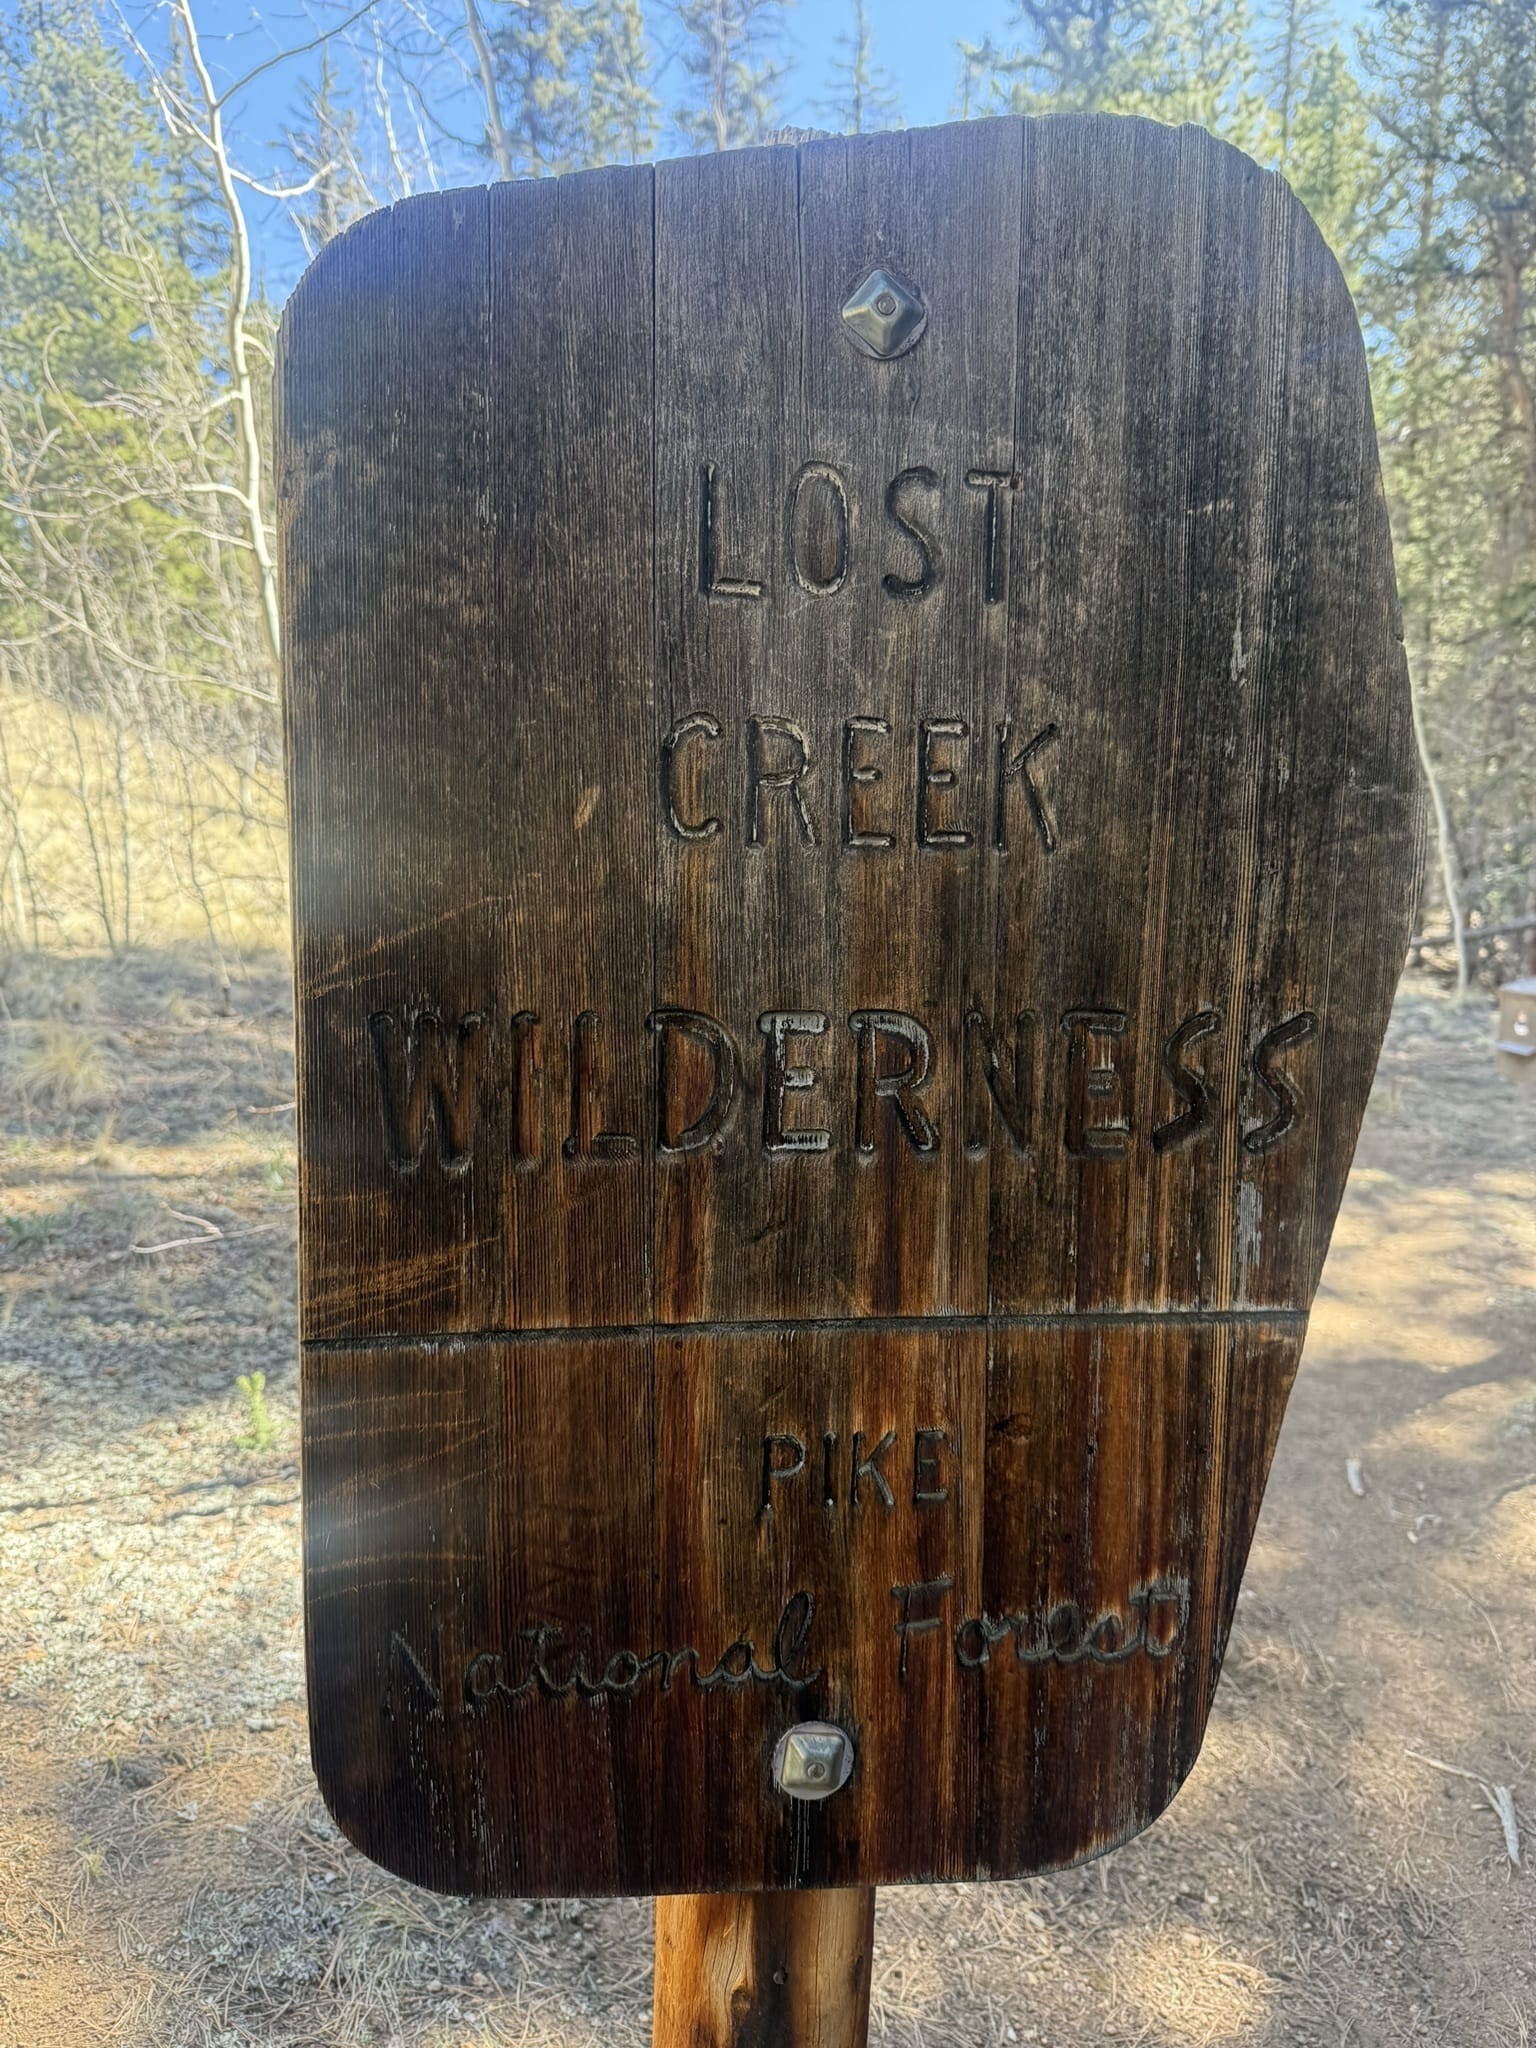 LOST
CREEK
WILDERNESS
PIKE
National Forest